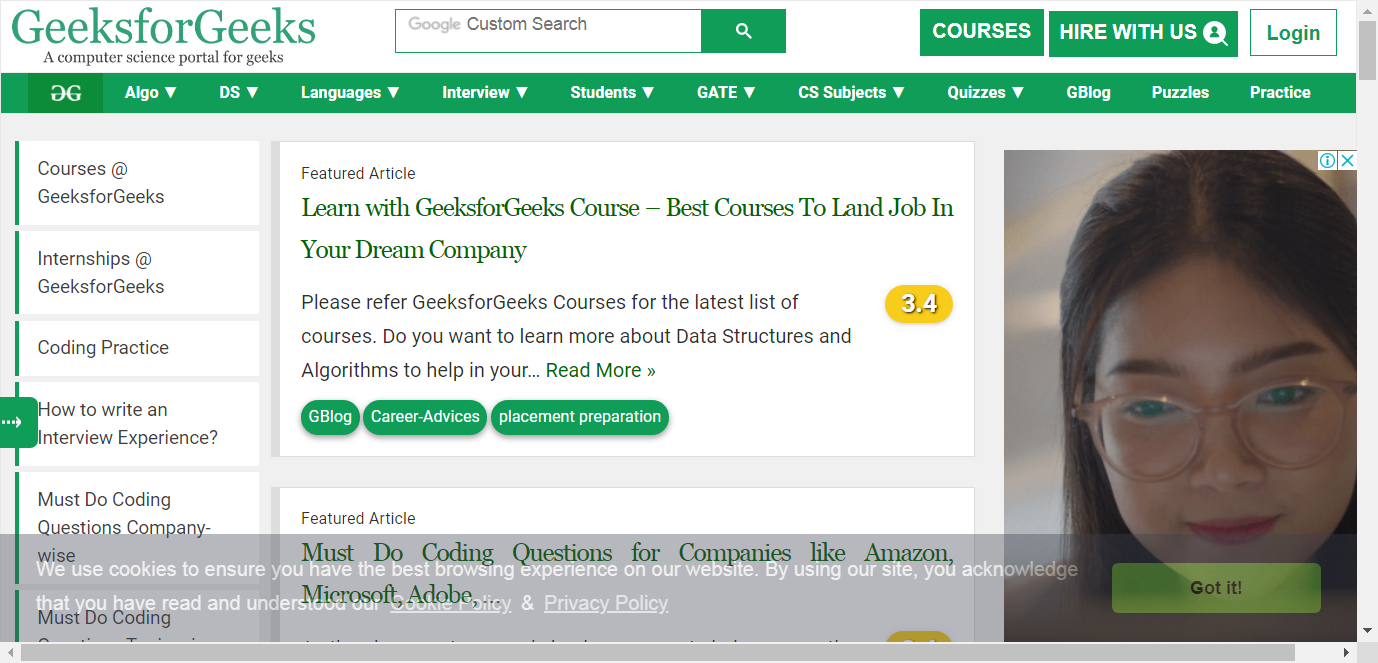 GeeksforGeeks
A computer science portal for geeks
Google Custom Search
COURSES
HIRE WITH US
Login
Algo ▼
DS ▼
Languages ▼
Interview ▼
Students ▼
GATE ▼
CS Subjects ▼
Quizzes ▼
GBlog
Puzzles
Practice
Courses @
GeeksforGeeks
Internships @
GeeksforGeeks
Coding Practice
How to write an
Interview Experience?
Must Do Coding
Questions Company-
wise
Must Do Coding
Featured Article
Learn with GeeksforGeeks Course – Best Courses To Land Job In
Your Dream Company
Please refer GeeksforGeeks Courses for the latest list of
courses. Do you want to learn more about Data Structures and
Algorithms to help in your… Read More »
3.4
GBlog
Career-Advices
placement preparation
Featured Article
Must Do Coding Questions for Companies like Amazon,
Microsoft, Adobe, …
We use cookies to ensure you have the best browsing experience on our website. By using our site, you acknowledge
that you have read and understood our Cookie Policy & Privacy Policy
Got it!